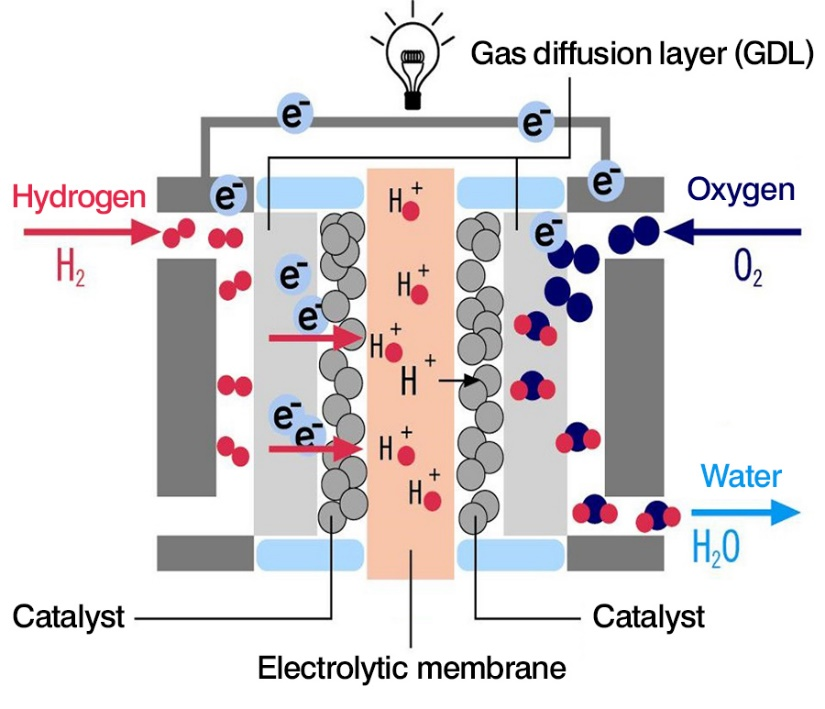 Gas diffusion layer (GDL)
e⁻
e⁻
e⁻
e⁻
Hydrogen
Oxygen
H₂
O₂
H⁺
e⁻
e⁻
H⁺
e⁻
H⁺
H⁺
e⁻
e⁻
H⁺
H⁺
Water
H₂O
Catalyst
Catalyst
Electrolytic membrane